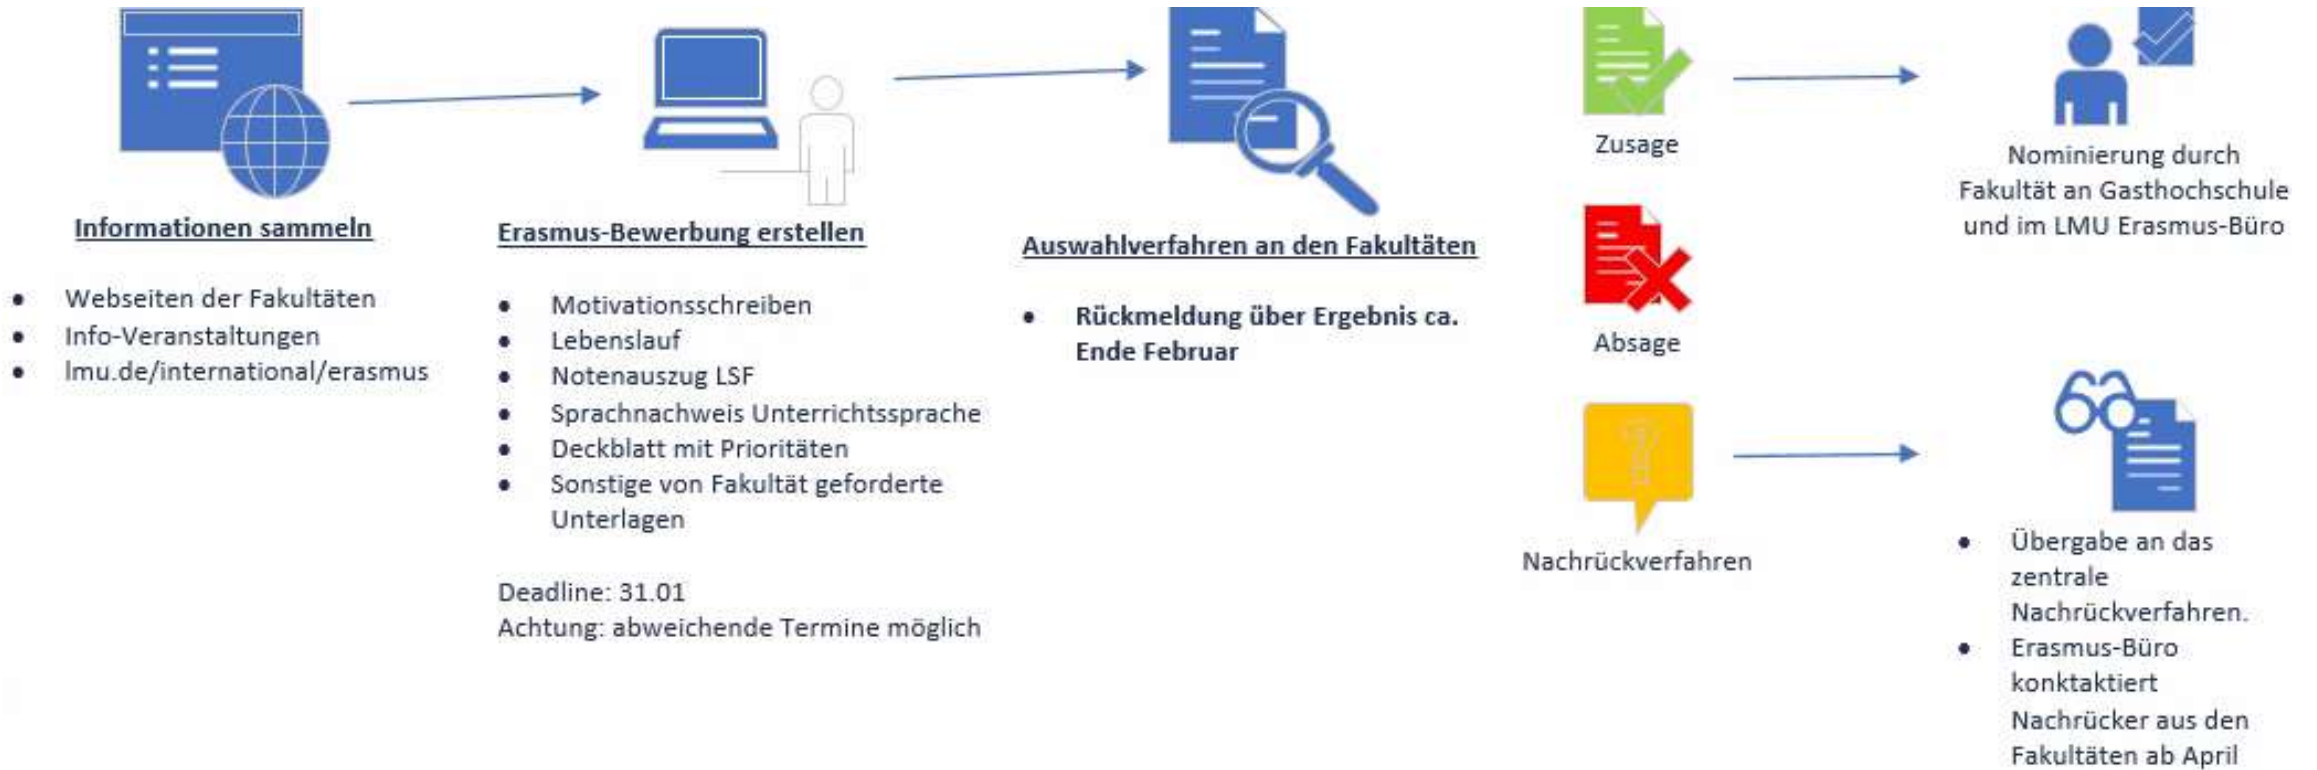 Informationen sammeln
● Webseiten der Fakultäten
● Info-Veranstaltungen
● lmu.de/international/erasmus
Erasmus-Bewerbung erstellen
● Motivationsschreiben
● Lebenslauf
● Notenauszug LSF
● Sprachnachweis Unterrichtssprache
● Deckblatt mit Prioritäten
● Sonstige von Fakultät geforderte
Unterlagen
Deadline: 31.01
Achtung: abweichende Termine möglich
Auswahlverfahren an den Fakultäten
● Rückmeldung über Ergebnis ca.
Ende Februar
Zusage
Absage
?
Nachrückverfahren
Nominierung durch
Fakultät an Gasthochschule
und im LMU Erasmus-Büro
● Übergabe an das
zentrale
Nachrückverfahren.
● Erasmus-Büro
konktaktiert
Nachrücker aus den
Fakultäten ab April